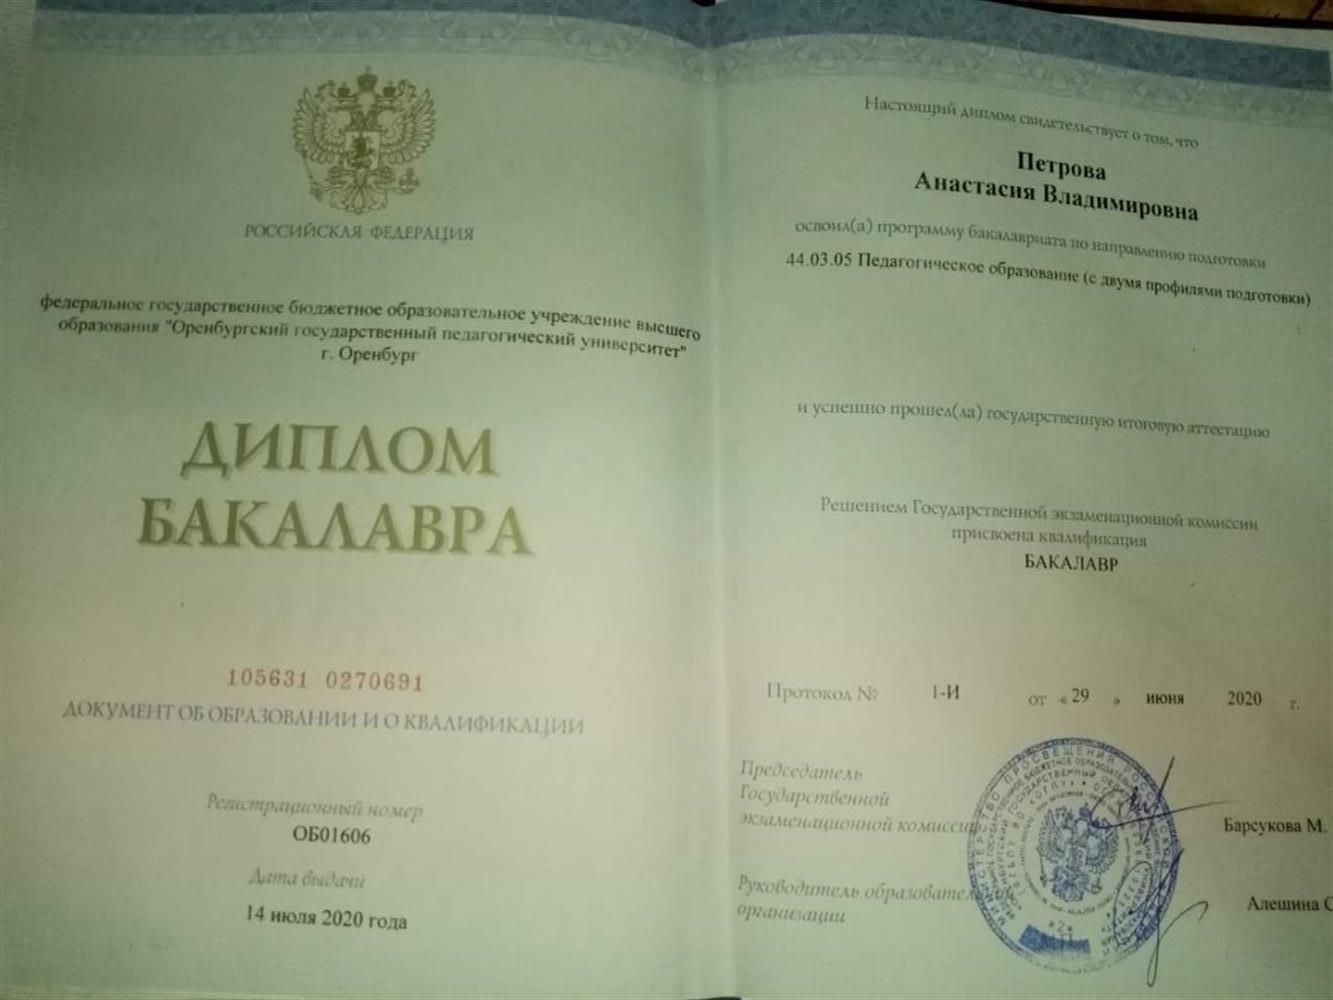 РОССИЙСКАЯ ФЕДЕРАЦИЯ
федеральное государственное бюджетное образовательное учреждение высшего
образования "Оренбургский государственный педагогический университет"
г. Оренбург
ДИПЛОМ
БАКАЛАВРА
105631 0270691
ДОКУМЕНТ ОБ ОБРАЗОВАНИИ И О КВАЛИФИКАЦИИ
Регистрационный номер
ОБ01606
Дата выдачи
14 июля 2020 года
Настоящий диплом свидетельствует о том, что
Петрова
Анастасия Владимировна
освоил(а) программу бакалавриата по направлению подготовки
44.03.05 Педагогическое образование (с двумя профилями подготовки)
и успешно прошел(ла) государственную итоговую аттестацию
Решением Государственной экзаменационной комиссии
присвоена квалификация
БАКАЛАВР
Протокол № 1-И от « 29 » июня 2020 г.
Председатель
Государственной
экзаменационной комиссии
Барсукова М.
Руководитель образовательной
организации
Алешина С
МИНИСТЕРСТВО ПРОСВЕЩЕНИЯ